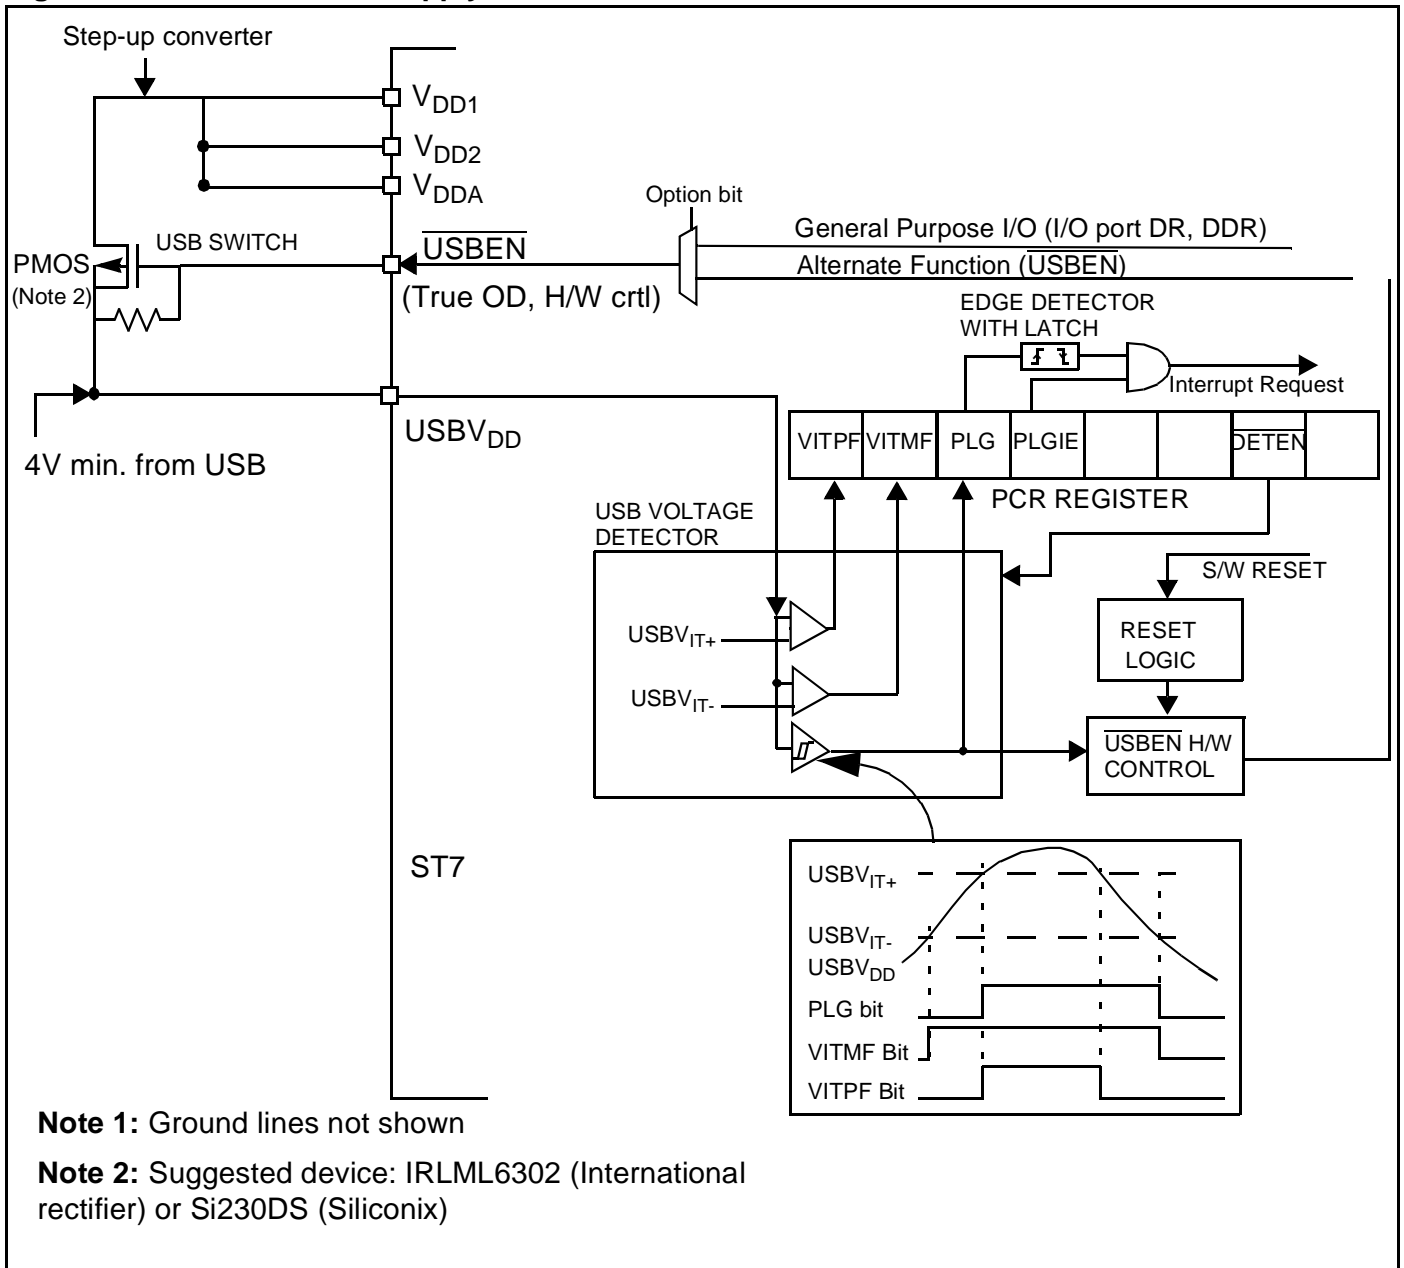 Step-up converter
VDD1
VDD2
VDDA
Option bit
General Purpose I/O (I/O port DR, DDR)
USB SWITCH
USBEN
Alternate Function (USBEN)
PMOS
(Note 2)
(True OD, H/W crtl)
EDGE DETECTOR
WITH LATCH
Interrupt Request
USBVDD
VITPF VITMF PLG PLGIE DETEN
4V min. from USB
PCR REGISTER
USB VOLTAGE
DETECTOR
S/W RESET
USBVIT+
RESET
LOGIC
USBVIT-
USBEN H/W
CONTROL
ST7
USBVIT+
USBVIT-
USBVDD
PLG bit
VITMF Bit
VITPF Bit
Note 1: Ground lines not shown
Note 2: Suggested device: IRLML6302 (International
rectifier) or Si230DS (Siliconix)